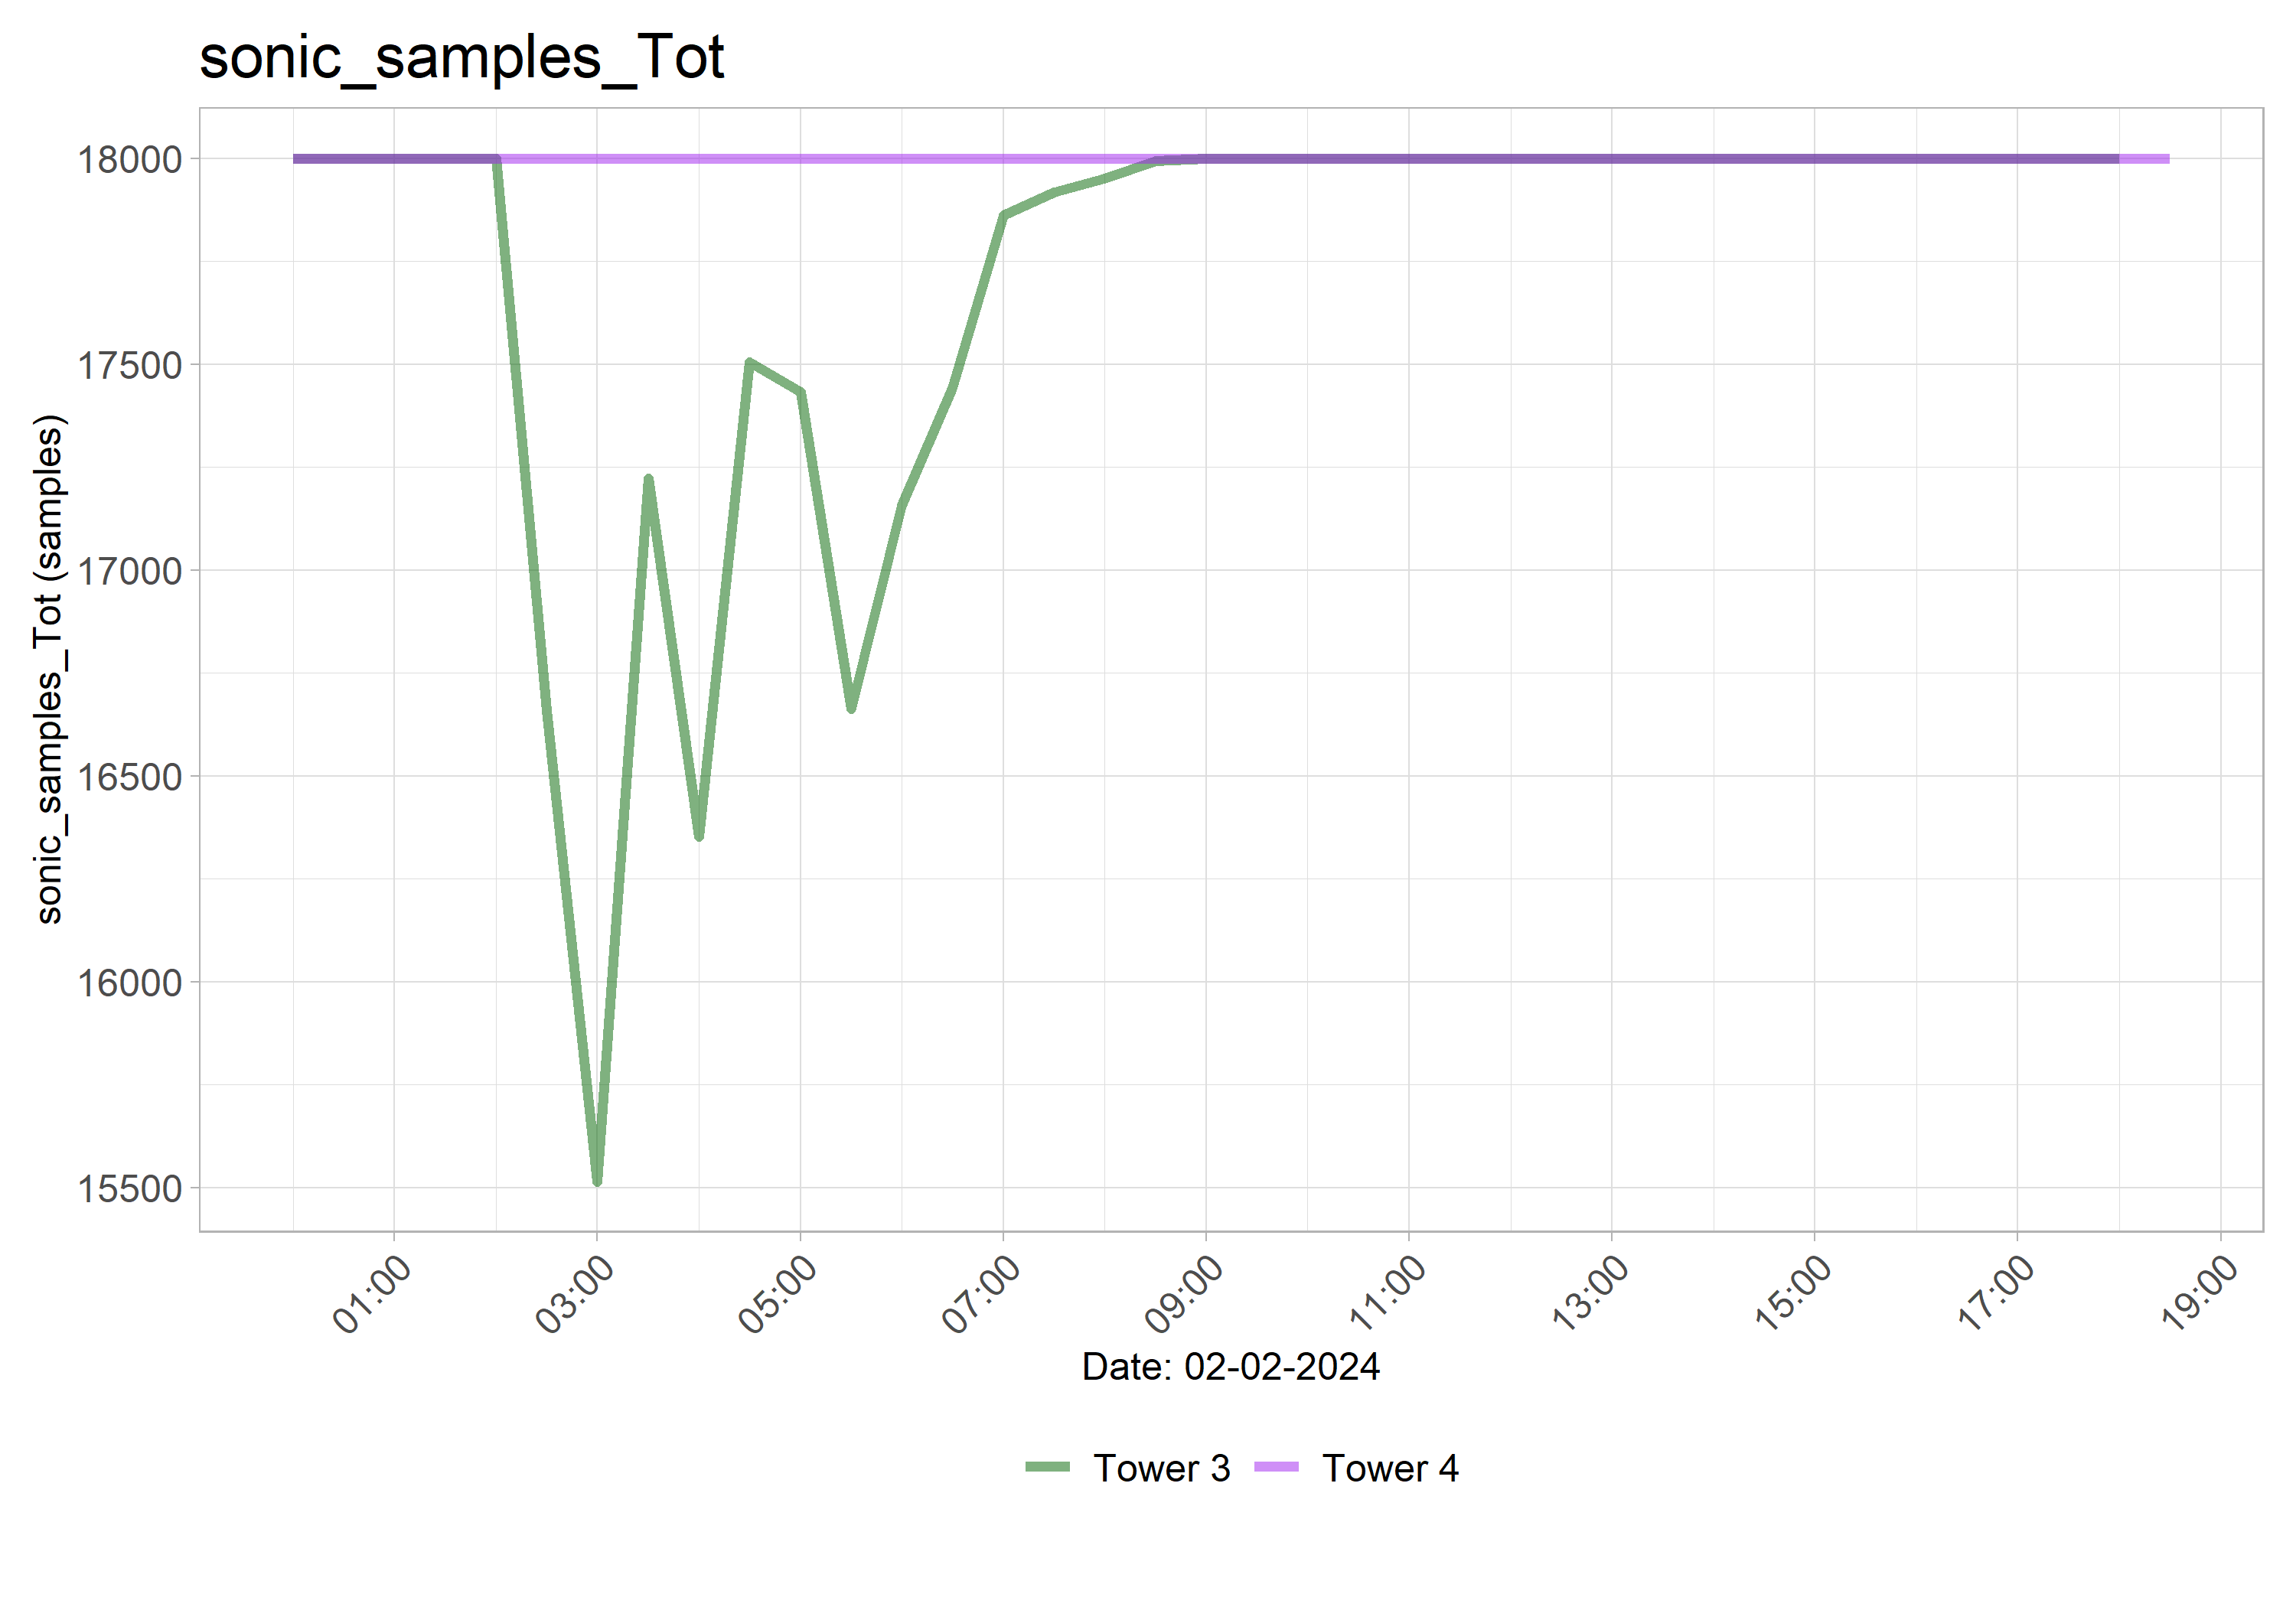 sonic_samples_Tot
sonic_samples_Tot (samples)
18000
17500
17000
16500
16000
15500
01:00 03:00 05:00 07:00 09:00 11:00 13:00 15:00 17:00 19:00
Date: 02-02-2024
Tower 3 Tower 4